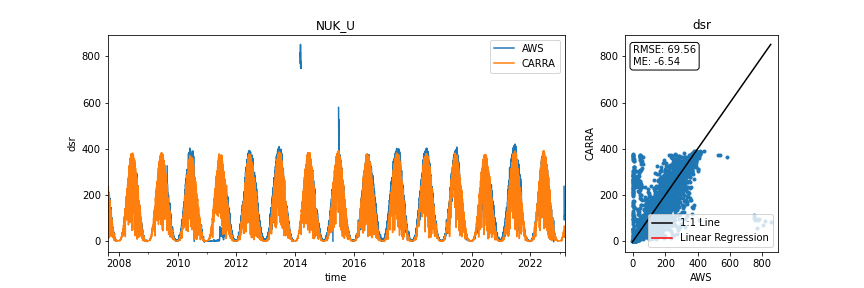 NUK_U
dsr
800
600
400
200
0
dsr
AWS
CARRA
2008
2010
2012
2014
2016
2018
2020
2022
time
dsr
800
600
400
200
0
CARRA
RMSE: 69.56
ME: -6.54
1:1 Line
Linear Regression
0
200
400
600
800
AWS